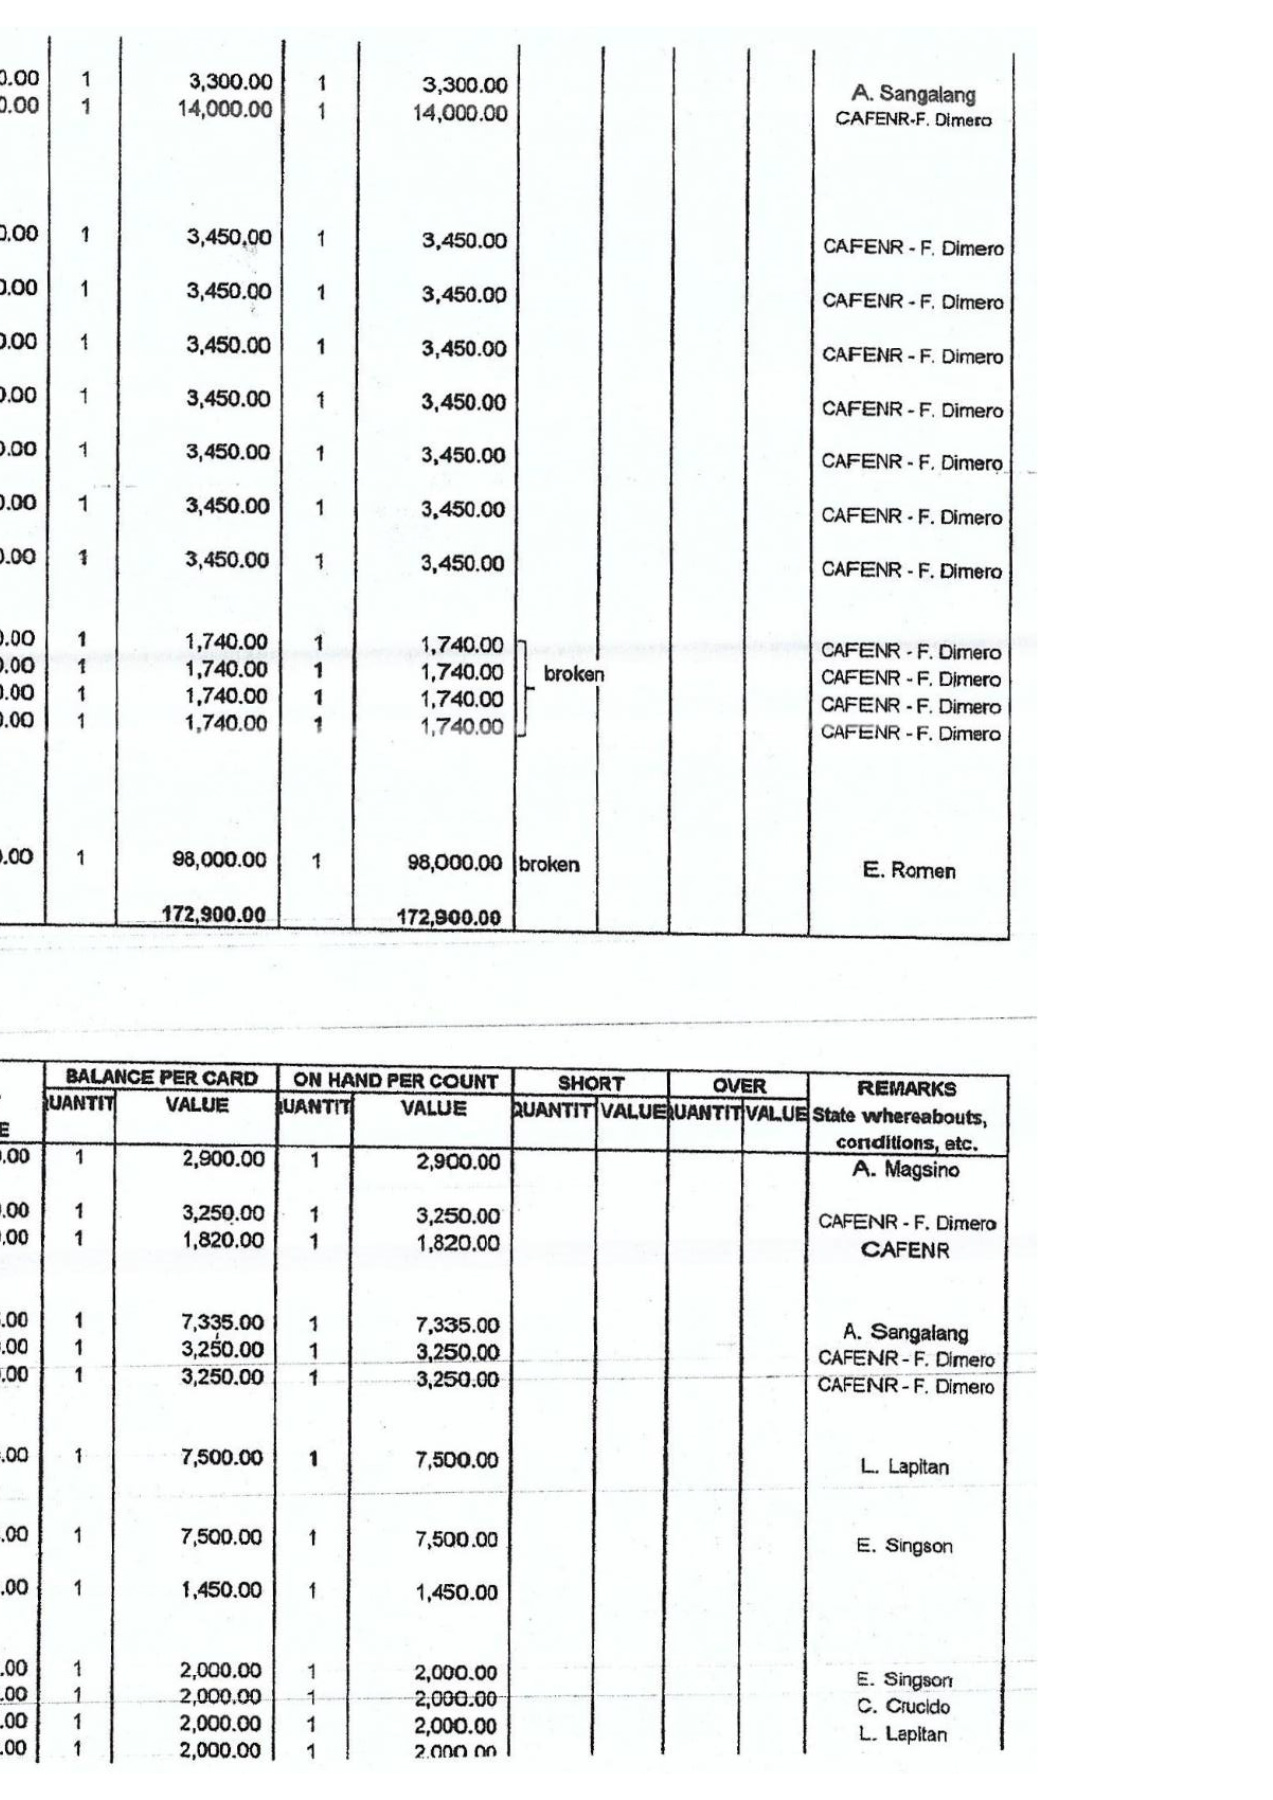 0.00 1 3,300.00 1 3,300.00 A. Sangalang
0.00 1 14,000.00 1 14,000.00 CAFENR-F. Dimero
0.00 1 3,450.00 1 3,450.00 CAFENR - F. Dimero
0.00 1 3,450.00 1 3,450.00 CAFENR - F. Dimero
0.00 1 3,450.00 1 3,450.00 CAFENR - F. Dimero
0.00 1 3,450.00 1 3,450.00 CAFENR - F. Dimero
0.00 1 3,450.00 1 3,450.00 CAFENR - F. Dimero
0.00 1 3,450.00 1 3,450.00 CAFENR - F. Dimero
0.00 1 3,450.00 1 3,450.00 CAFENR - F. Dimero
0.00 1 1,740.00 1 1,740.00 CAFENR - F. Dimero
0.00 1 1,740.00 1 1,740.00 broken CAFENR - F. Dimero
0.00 1 1,740.00 1 1,740.00 CAFENR - F. Dimero
0.00 1 1,740.00 1 1,740.00 CAFENR - F. Dimero
.00 1 98,000.00 1 98,000.00 broken E. Romen
172,900.00 172,900.00
BALANCE PER CARD ON HAND PER COUNT SHORT OVER REMARKS
UANTIT VALUE UANTIT VALUE QUANTIT VALUE UANTIT VALUE State whereabouts,
E conditions, etc.
.00 1 2,900.00 1 2,900.00 A. Magsino
.00 1 3,250.00 1 3,250.00 CAFENR - F. Dimero
.00 1 1,820.00 1 1,820.00 CAFENR
.00 1 7,335.00 1 7,335.00 A. Sangalang
.00 1 3,250.00 1 3,250.00 CAFENR - F. Dimero
.00 1 3,250.00 1 3,250.00 CAFENR - F. Dimero
.00 1 7,500.00 1 7,500.00 L. Lapitan
.00 1 7,500.00 1 7,500.00 E. Singson
.00 1 1,450.00 1 1,450.00
.00 1 2,000.00 1 2,000.00 E. Singson
.00 1 2,000.00 1 2,000.00 C. Crucido
.00 1 2,000.00 1 2,000.00 L. Lapitan
.00 1 2,000.00 1 2,000.00